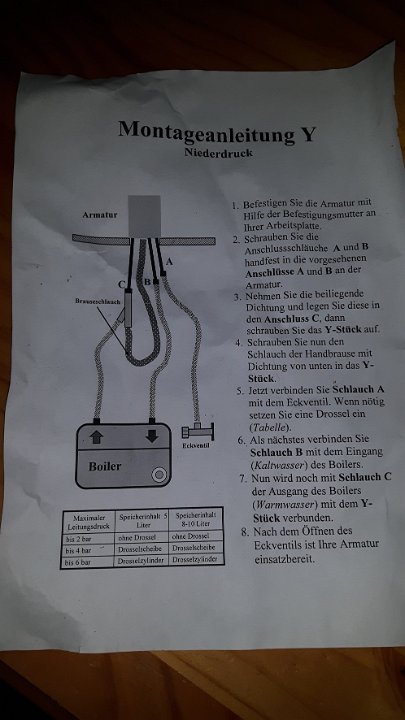 Montageanleitung Y
Niederdruck
Armatur
A
B
C
Brauseschlauch
Eckventil
Boiler
1. Befestigen Sie die Armatur mit
Hilfe der Befestigungsmutter an
Ihrer Arbeitsplatte.
2. Schrauben Sie die
Anschlussschläuche A und B
handfest in die vorgesehenen
Anschlüsse A und B an der
Armatur.
3. Nehmen Sie die beiliegende
Dichtung und legen Sie diese in
den Anschluss C, dann
schrauben Sie das Y-Stück auf.
4. Schrauben Sie nun den
Schlauch der Handbrause mit
Dichtung von unten in das Y-
Stück.
5. Jetzt verbinden Sie Schlauch A
mit dem Eckventil. Wenn nötig
setzen Sie eine Drossel ein
(Tabelle).
6. Als nächstes verbinden Sie
Schlauch B mit dem Eingang
(Kaltwasser) des Boilers.
7. Nun wird noch mit Schlauch C
der Ausgang des Boilers
(Warmwasser) mit dem Y-
Stück verbunden.
8. Nach dem Öffnen des
Eckventils ist Ihre Armatur
einsatzbereit.
Maximaler Leitungsdruck Speicherinhalt 5 Liter Speicherinhalt 8-10 Liter
bis 2 bar ohne Drossel ohne Drossel
bis 4 bar Drosselscheibe Drosselscheibe
bis 6 bar Drosselzylinder Drosselzylinder